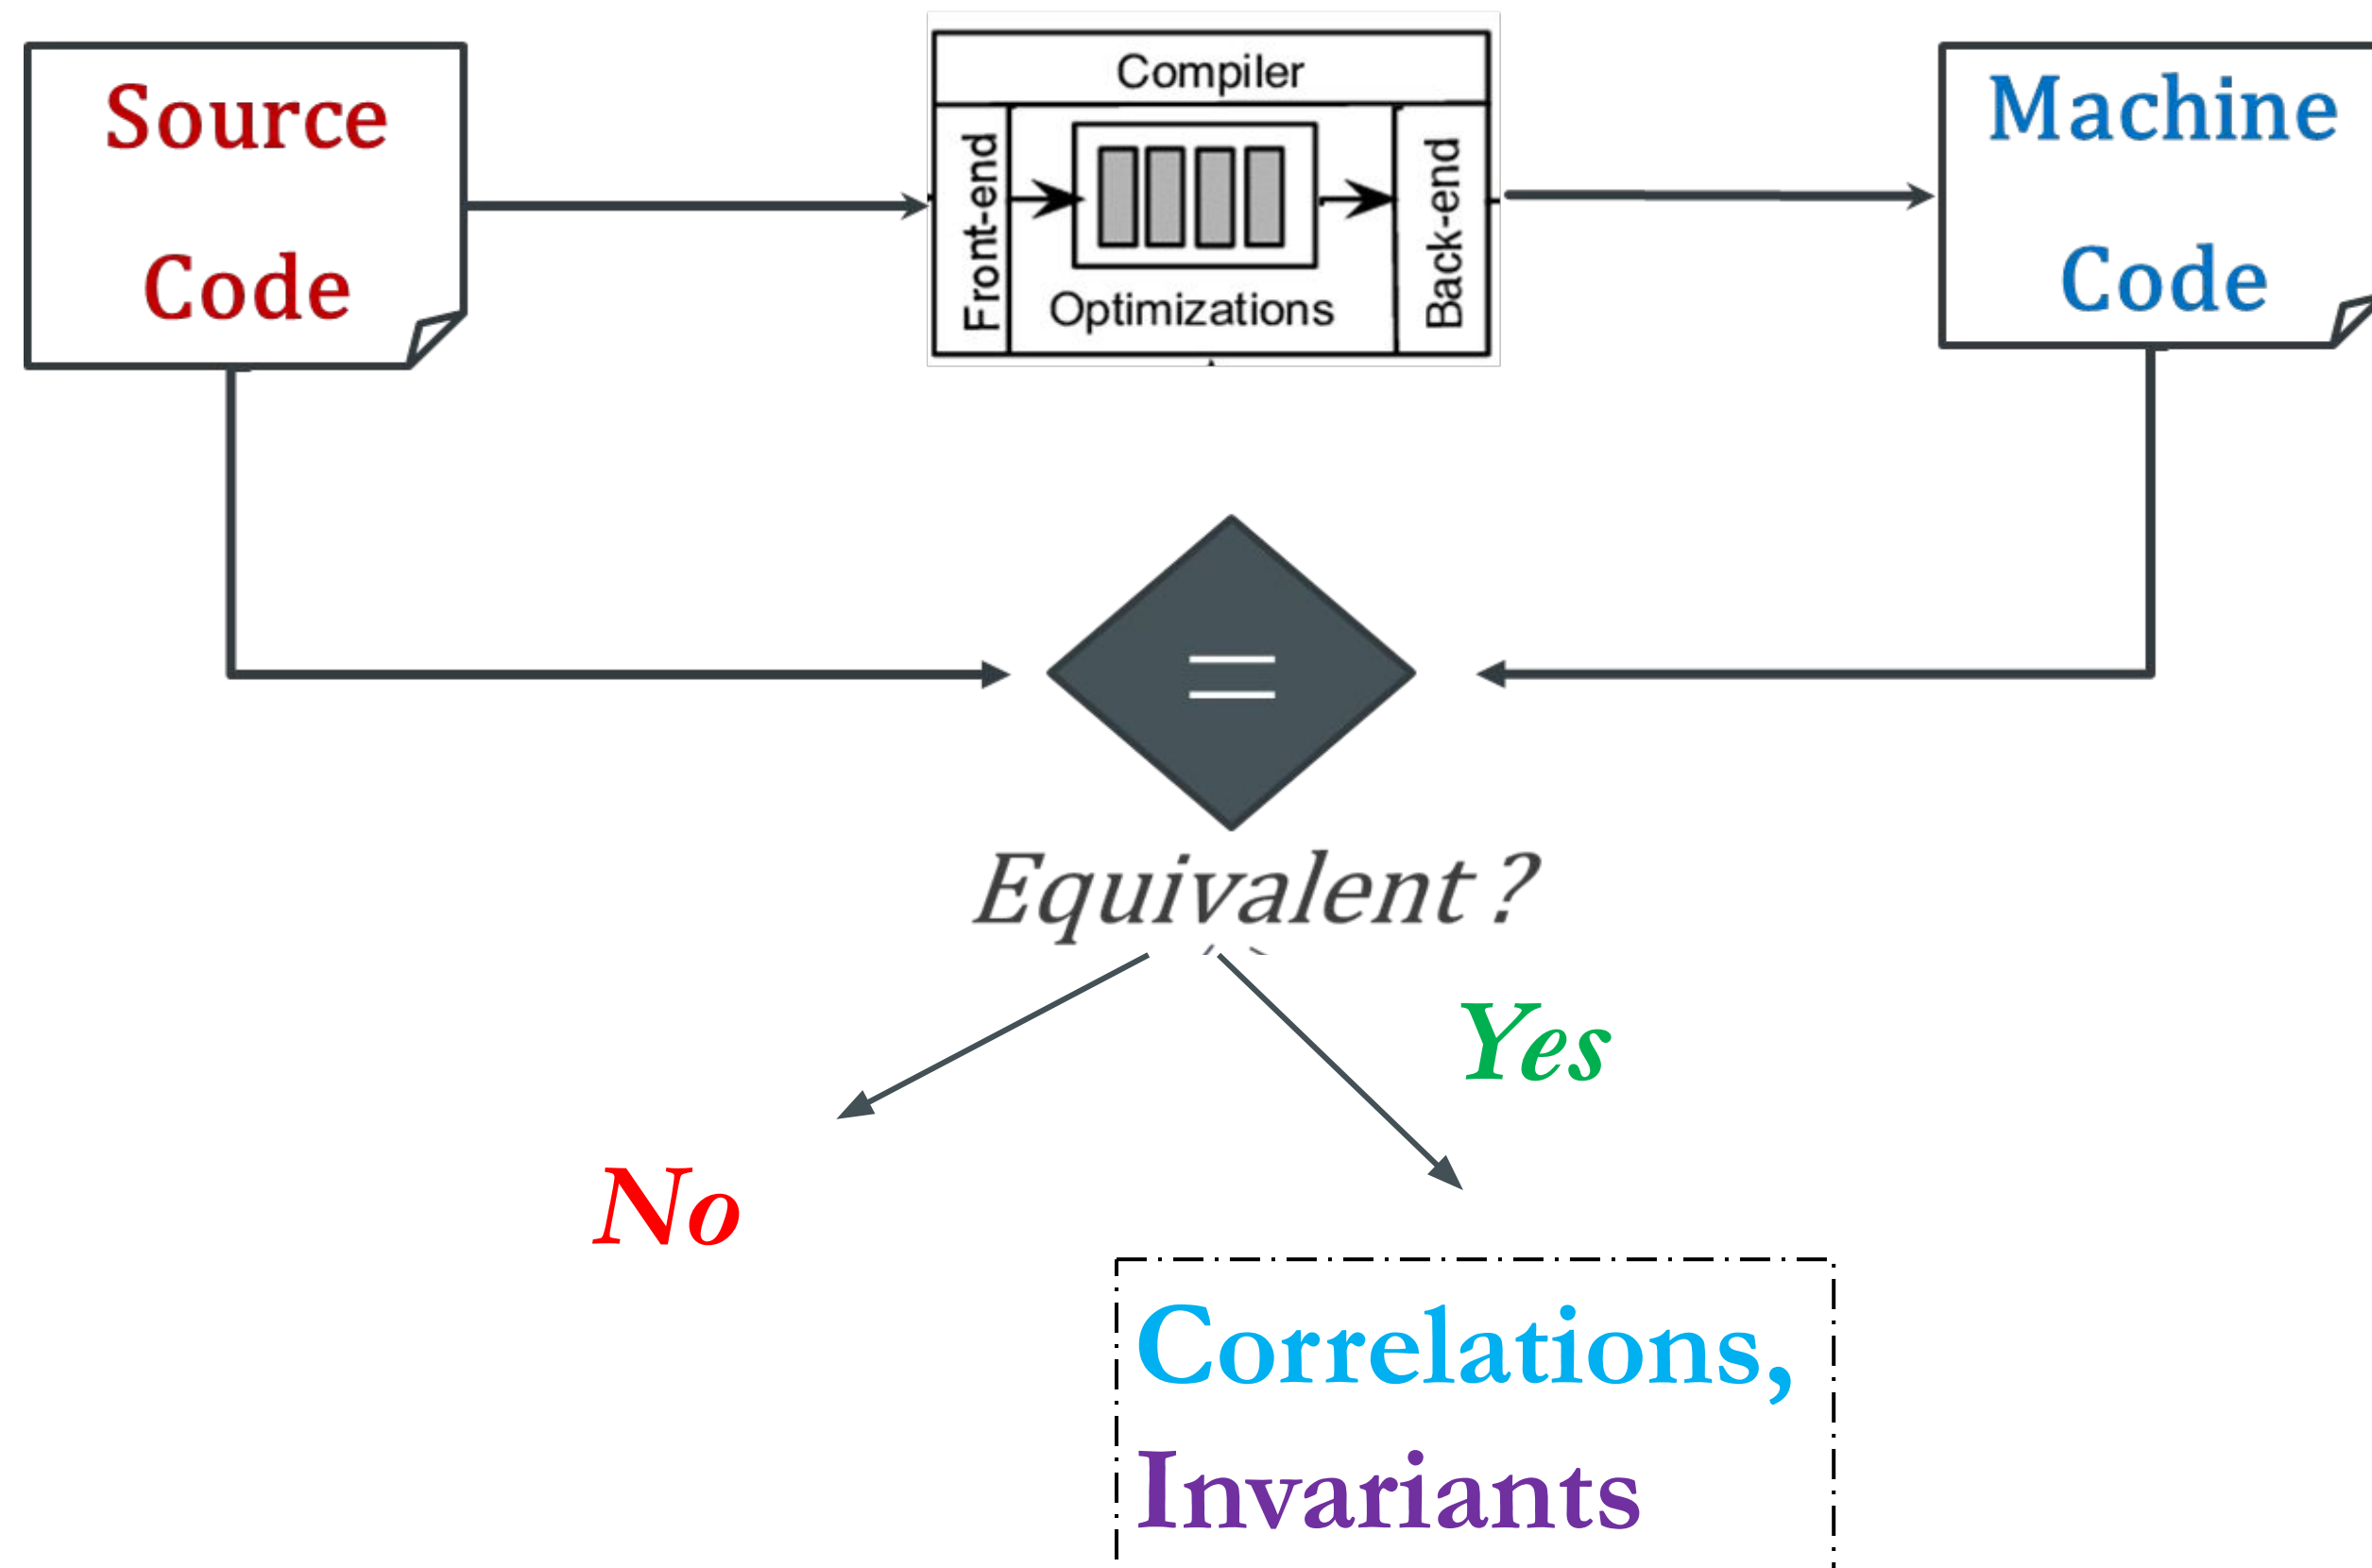 Source
Code
Compiler
Front-end
Optimizations
Back-end
Machine
Code
=
Equivalent ?
Yes
No
Correlations,
Invariants